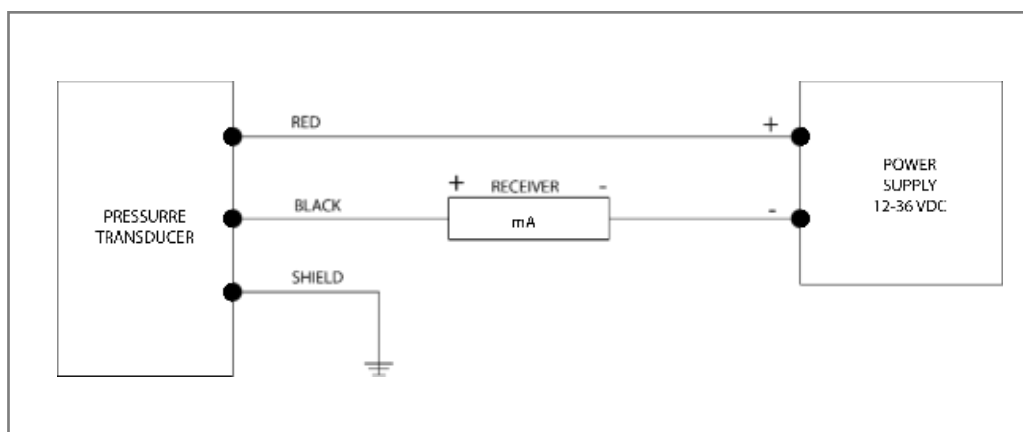 RED
+
POWER
SUPPLY
12-36 VDC
+ RECEIVER -
PRESSURRE
TRANSDUCER
BLACK
mA
-
SHIELD